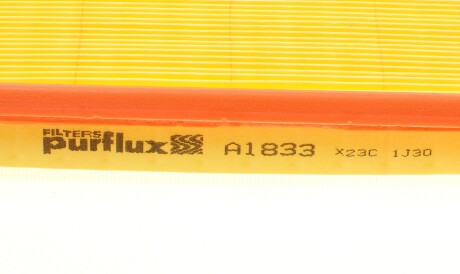 FILTERS
purflux A1833 X23C 1J30